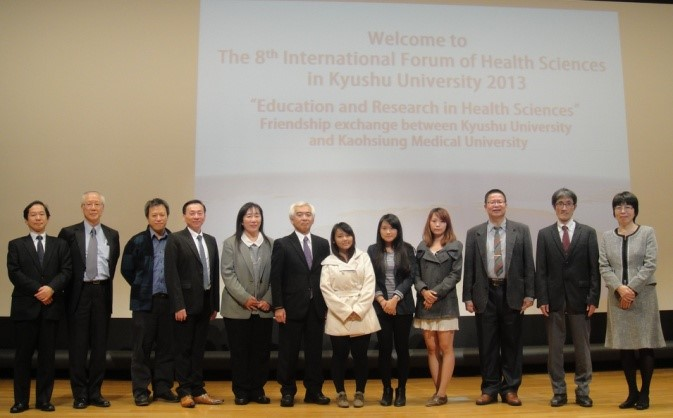 Welcome to
The 8th International Forum of Health Sciences
in Kyushu University 2013
"Education and Research in Health Sciences"
Friendship exchange between Kyushu University
and Kaohsiung Medical University